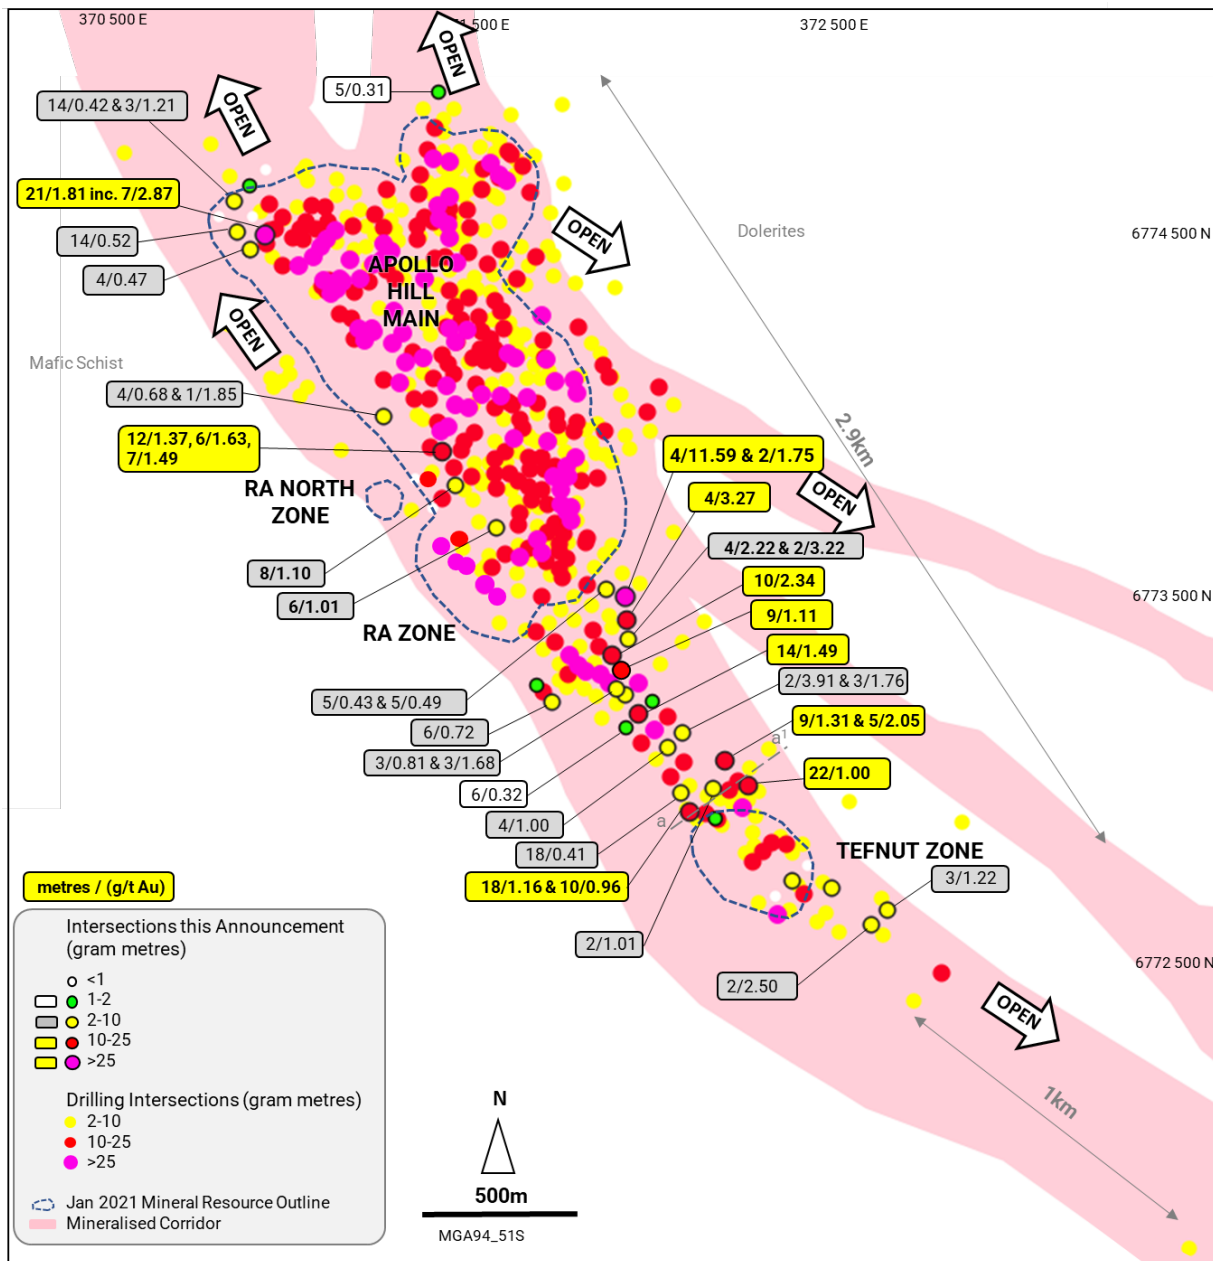 370 500 E
500 E
372 500 E
OPEN
5/0.31
14/0.42 & 3/1.21
OPEN
21/1.81 inc. 7/2.87
14/0.52
4/0.47
OPEN
Dolerites
6774 500 N
APOLLO
HILL
MAIN
OPEN
Mafic Schist
4/0.68 & 1/1.85
12/1.37, 6/1.63,
7/1.49
2.9km
4/11.59 & 2/1.75
RA NORTH
ZONE
4/3.27
OPEN
4/2.22 & 2/3.22
8/1.10
10/2.34
6/1.01
6773 500 N
9/1.11
RA ZONE
14/1.49
2/3.91 & 3/1.76
5/0.43 & 5/0.49
9/1.31 & 5/2.05
6/0.72
a¹
3/0.81 & 3/1.68
22/1.00
6/0.32
a
4/1.00
18/0.41
TEFNUT ZONE
3/1.22
18/1.16 & 10/0.96
metres / (g/t Au)
2/1.01
6772 500 N
2/2.50
OPEN
Intersections this Announcement
(gram metres)
<1
1-2
2-10
10-25
>25
Drilling Intersections (gram metres)
2-10
10-25
>25
Jan 2021 Mineral Resource Outline
Mineralised Corridor
N
500m
MGA94_51S
1km